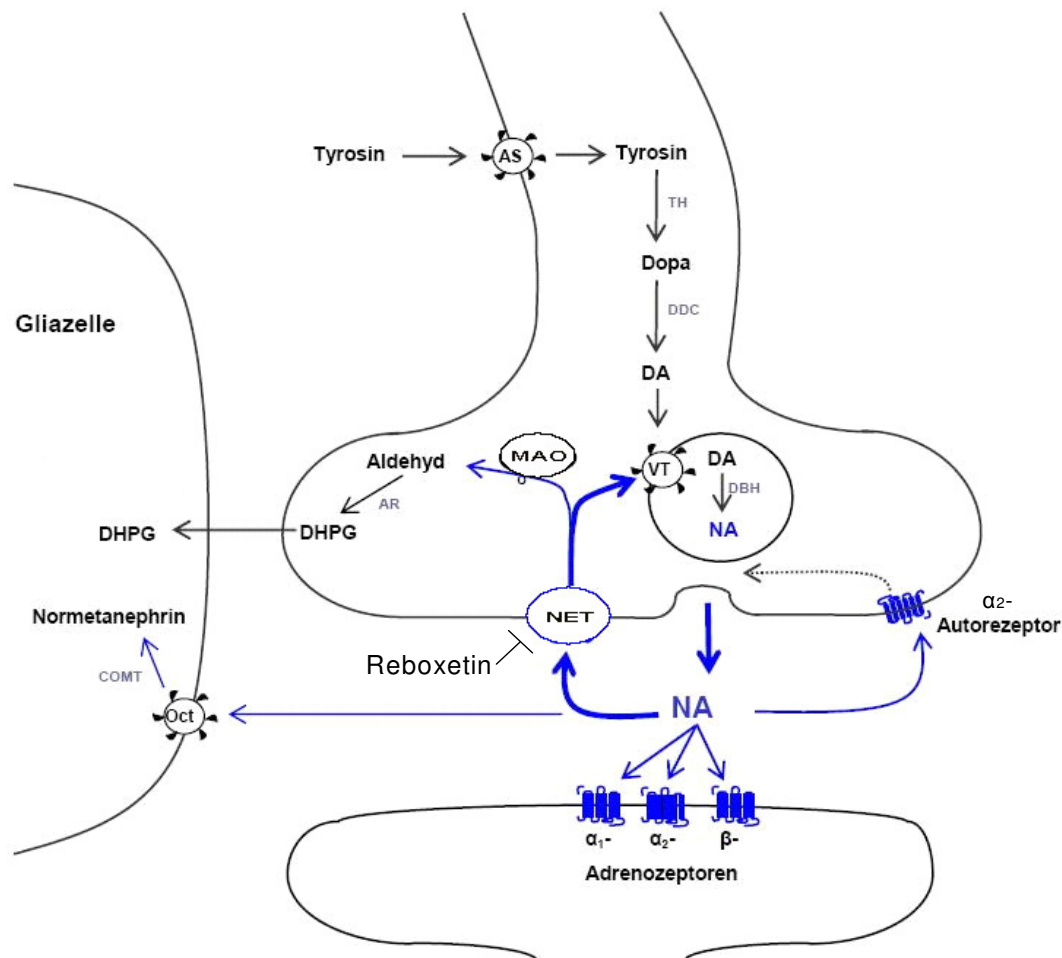 Tyrosin
AS
Tyrosin
TH
Dopa
Gliazelle
DDC
DA
MAO
Aldehyd
VT
DA
AR
DBH
DHPG
DHPG
NA
α2-
Autorezeptor
Normetanephrin
NET
Reboxetin
COMT
Oct
NA
α₁-
α₂-
β-
Adrenozeptoren